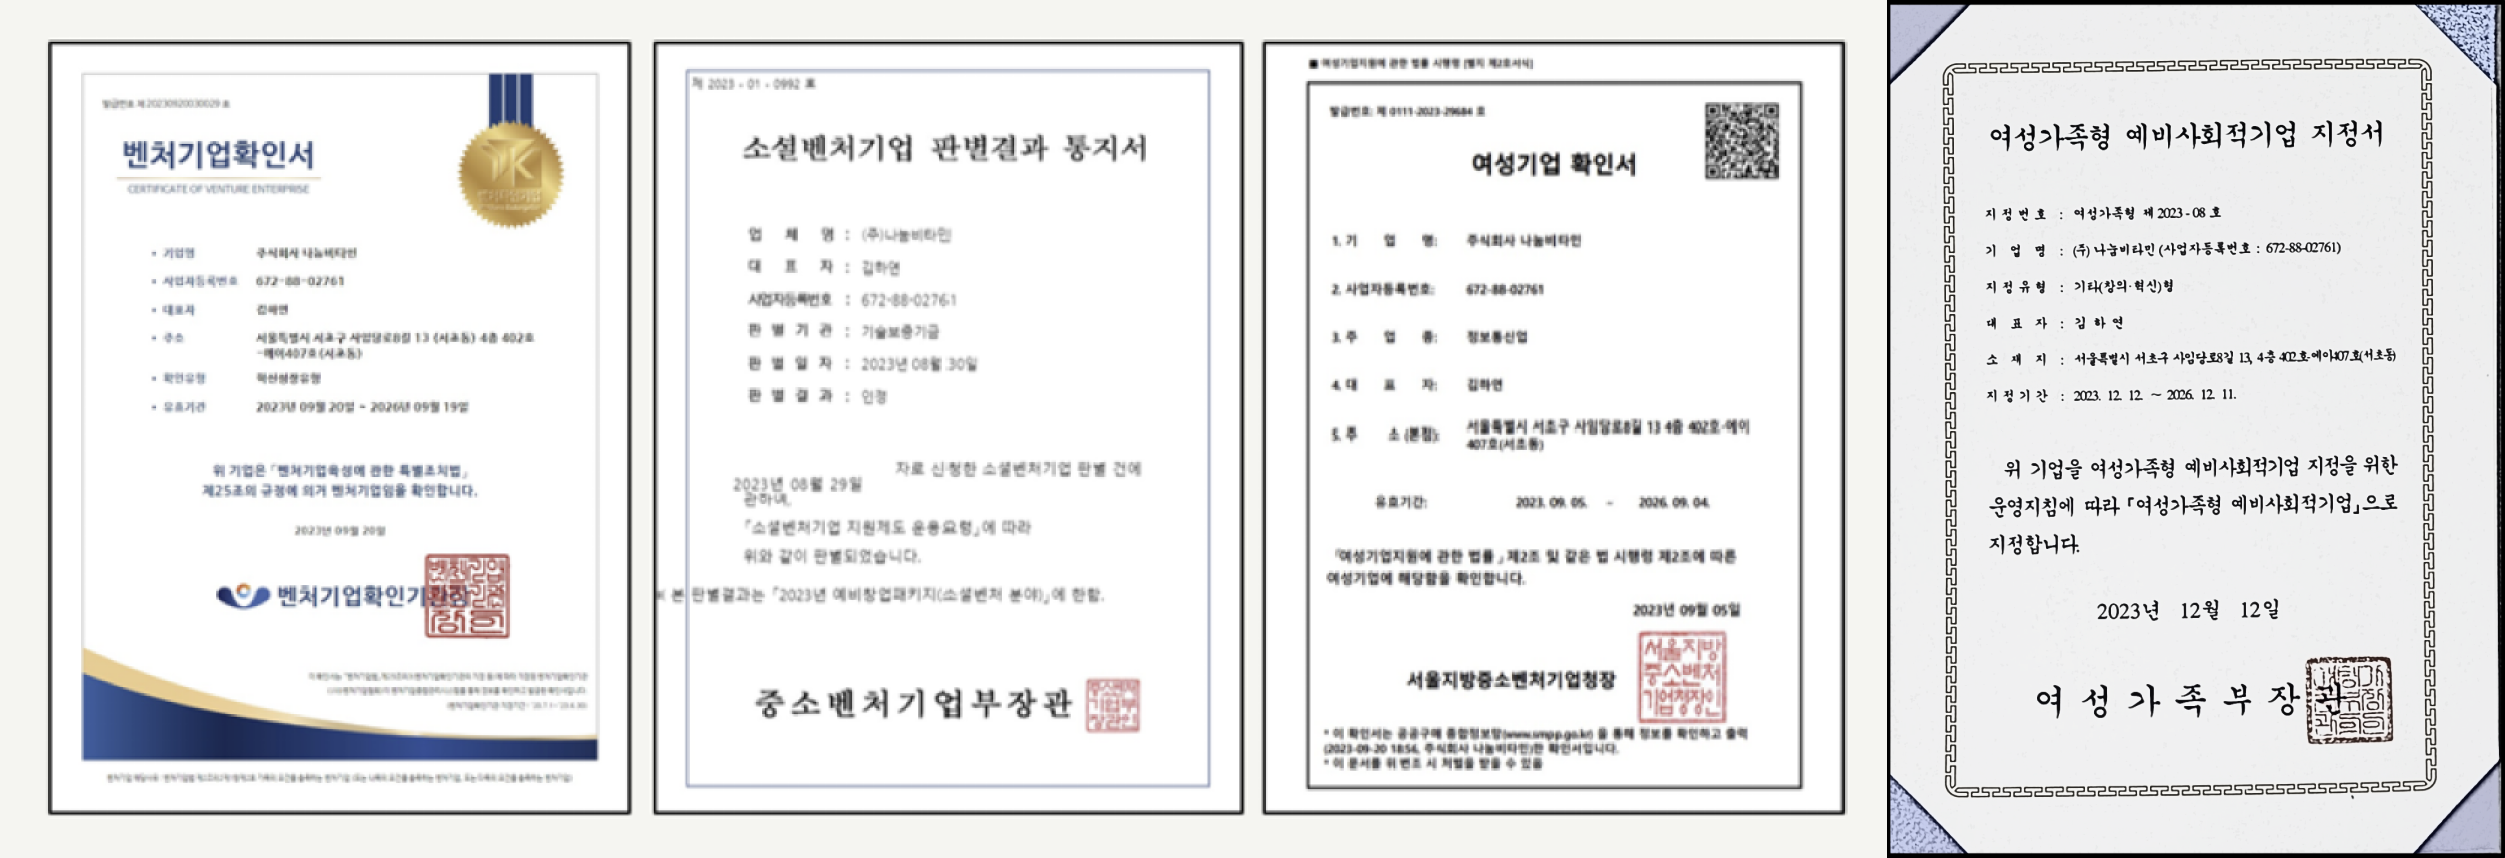 발급번호 제 20230920030029 호
벤처기업확인서
CERTIFICATE OF VENTURE ENTERPRISE
기업명 주식회사 나눔비타민
사업자등록번호 672-88-02761
대표자 김하연
주소 서울특별시 서초구 사임당로8길 13 (서초동) 4층 402호
-에이407호(서초동)
확인유형 혁신성장유형
유효기간 2023년 09월 20일 ~ 2026년 09월 19일
위 기업은 「벤처기업육성에 관한 특별조치법」
제25조의 규정에 의거 벤처기업임을 확인합니다.
2023년 09월 20일
벤처기업확인기관장
제 2023 - 01 - 0992 호
소셜벤처기업 판별결과 통지서
업 체 명 : (주)나눔비타민
대 표 자 : 김하연
사업자등록번호 : 672-88-02761
판 별 기 관 : 기술보증기금
판 별 일 자 : 2023년 08월 30일
판 별 결 과 : 인정
자로 신청한 소셜벤처기업 판별 건에
2023년 08월 29일
관하여,
「소셜벤처기업 지원제도 운용요령」에 따라
위와 같이 판별되었습니다.
※ 본 판별결과는 「2023년 예비창업패키지(소셜벤처 분야)」에 한함.
중소벤처기업부장관
■ 여성기업지원에 관한 법률 시행령 [별지 제2호서식]
발급번호: 제 0111-2023-29684 호
여성기업 확인서
1. 기 업 명: 주식회사 나눔비타민
2. 사업자등록번호: 672-88-02761
3. 주 업 종: 정보통신업
4. 대 표 자: 김하연
5. 주 소 (본점): 서울특별시 서초구 사임당로8길 13 4층 402호-에이
407호(서초동)
유효기간: 2023. 09. 05. ~ 2026. 09. 04.
「여성기업지원에 관한 법률」제2조 및 같은 법 시행령 제2조에 따른
여성기업에 해당함을 확인합니다.
2023년 09월 05일
서울지방중소벤처기업청장
서울지방
중소벤처
기업청장인
* 이 확인서는 공공구매 종합정보망(www.smpp.go.kr) 을 통해 정보를 확인하고 출력
(2023-09-20 18:56, 주식회사 나눔비타민)한 확인서입니다.
* 이 문서를 위·변조 시 처벌을 받을 수 있음
여성가족형 예비사회적기업 지정서
지 정 번 호 : 여성가족형 제 2023 - 08 호
기 업 명 : (주) 나눔비타민 (사업자등록번호 : 672-88-02761)
지 정 유 형 : 기타(창의·혁신)형
대 표 자 : 김 하 연
소 재 지 : 서울특별시 서초구 사임당로8길 13, 4층 402호-에이407호(서초동)
지 정 기 간 : 2023. 12. 12. ~ 2026. 12. 11.
위 기업을 여성가족형 예비사회적기업 지정을 위한
운영지침에 따라 「여성가족형 예비사회적기업」으로
지정합니다.
2023년 12월 12일
여 성 가 족 부 장 관